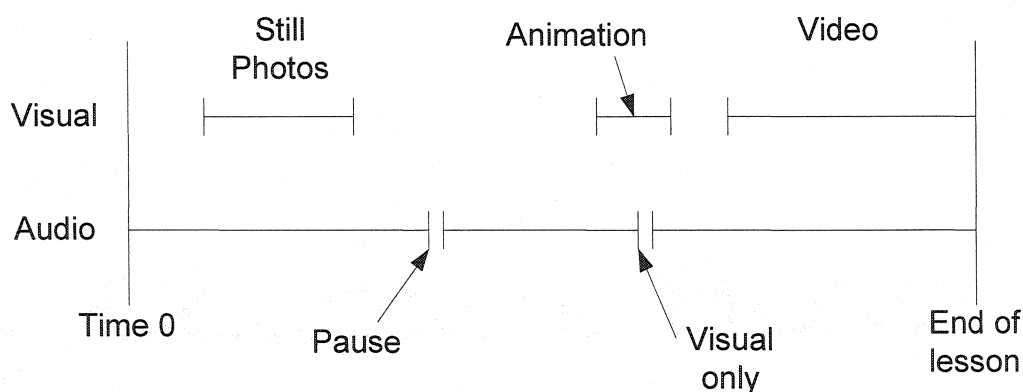 Still
Photos
Animation
Video
Visual
Audio
Time 0
Pause
Visual
only
End of
lesson